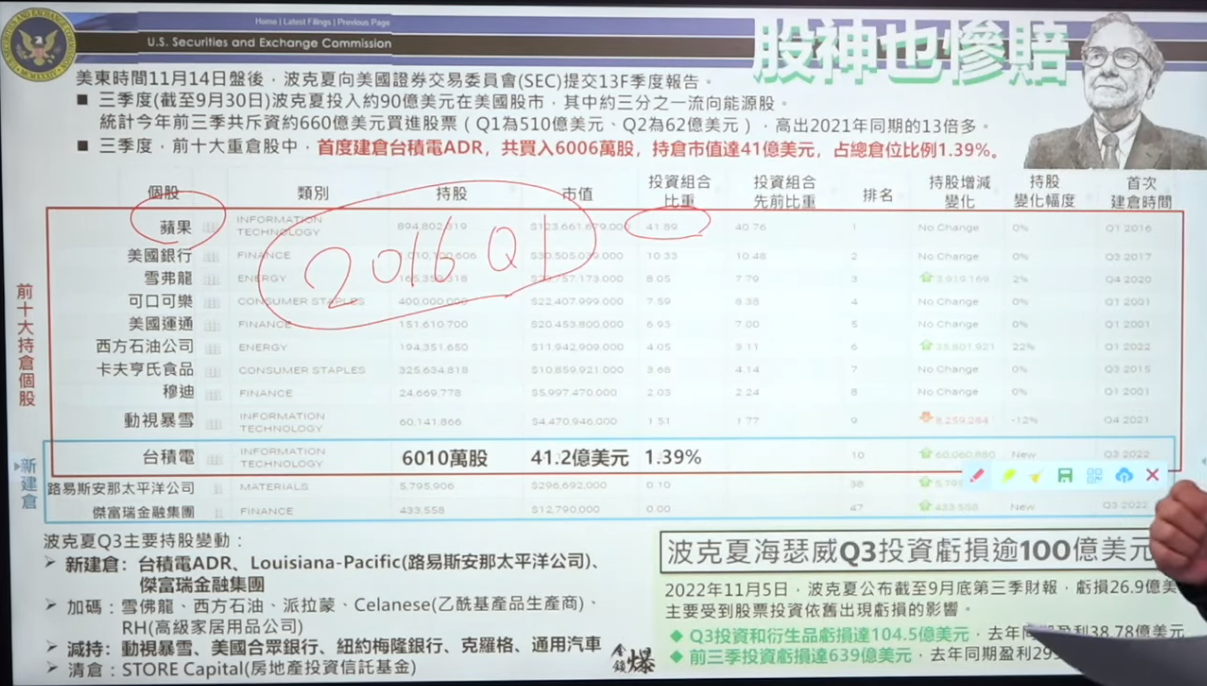 Home | Latest Filings | Previous Page
U.S. Securities and Exchange Commission
股神也慘賠
美東時間11月14日盤後，波克夏向美國證券交易委員會(SEC)提交13F季度報告。
■ 三季度(截至9月30日)波克夏投入約90億美元在美國股市，其中約三分之一流向能源股。
統計今年前三季共斥資約660億美元買進股票（Q1為510億美元、Q2為62億美元），高出2021年同期的13倍多。
■ 三季度，前十大重倉股中，首度建倉台積電ADR，共買入6006萬股，持倉市值達41億美元，占總倉位比例1.39%。
個股 類別 持股 市值 投資組合比重 投資組合先前比重 排名 持股增減變化 持股變化幅度 首次建倉時間
2016 Q1
前十大持倉個股
蘋果 INFORMATION TECHNOLOGY 894,802,319 $123,661,679,000 41.89 40.76 1 No Change 0% Q1 2016
美國銀行 FINANCE $30,505,039,000 10.33 10.48 2 No Change 0% Q3 2017
雪弗龍 ENERGY 165,359,318 8.05 7.79 3 2% Q4 2020
可口可樂 CONSUMER STAPLES 400,000,000 $22,407,999,000 7.59 8.38 4 No Change 0% Q1 2001
美國運通 FINANCE 151,610,700 $20,453,800,000 6.93 7.00 5 No Change 0% Q1 2001
西方石油公司 ENERGY 194,351,650 $11,942,909,000 4.05 6 22% Q1 2022
卡夫亨氏食品 CONSUMER STAPLES 325,634,818 $10,859,921,000 3.68 4.14 7 No Change 0% Q3 2015
穆迪 FINANCE 24,669,778 $5,997,470,000 2.03 2.24 8 No Change 0% Q1 2001
動視暴雪 INFORMATION TECHNOLOGY 60,141,866 $4,470,946,000 1.51 1.77 9 -12% Q4 2021
新建倉
台積電 INFORMATION TECHNOLOGY 6010萬股 41.2億美元 1.39% 10 60,060,880 New Q3 2022
路易斯安那太平洋公司 MATERIALS 5,795,906 $296,692,000 0.10 38
傑富瑞金融集團 FINANCE 433,558 $12,790,000 0.00 47 433,558 New Q3 2022
波克夏Q3主要持股變動：
➢ 新建倉：台積電ADR、Louisiana-Pacific(路易斯安那太平洋公司)、
傑富瑞金融集團
➢ 加碼：雪佛龍、西方石油、派拉蒙、Celanese(乙酰基產品生產商)、
RH(高級家居用品公司)
➢ 減持：動視暴雪、美國合眾銀行、紐約梅隆銀行、克羅格、通用汽車
➢ 清倉：STORE Capital(房地產投資信託基金)
金錢爆
波克夏海瑟威Q3投資虧損逾100億美元
2022年11月5日，波克夏公布截至9月底第三季財報，虧損26.9億美
主要受到股票投資依舊出現虧損的影響。
◆ Q3投資和衍生品虧損達104.5億美元，去年同期盈利38.78億美元
◆ 前三季投資虧損達639億美元，去年同期盈利29